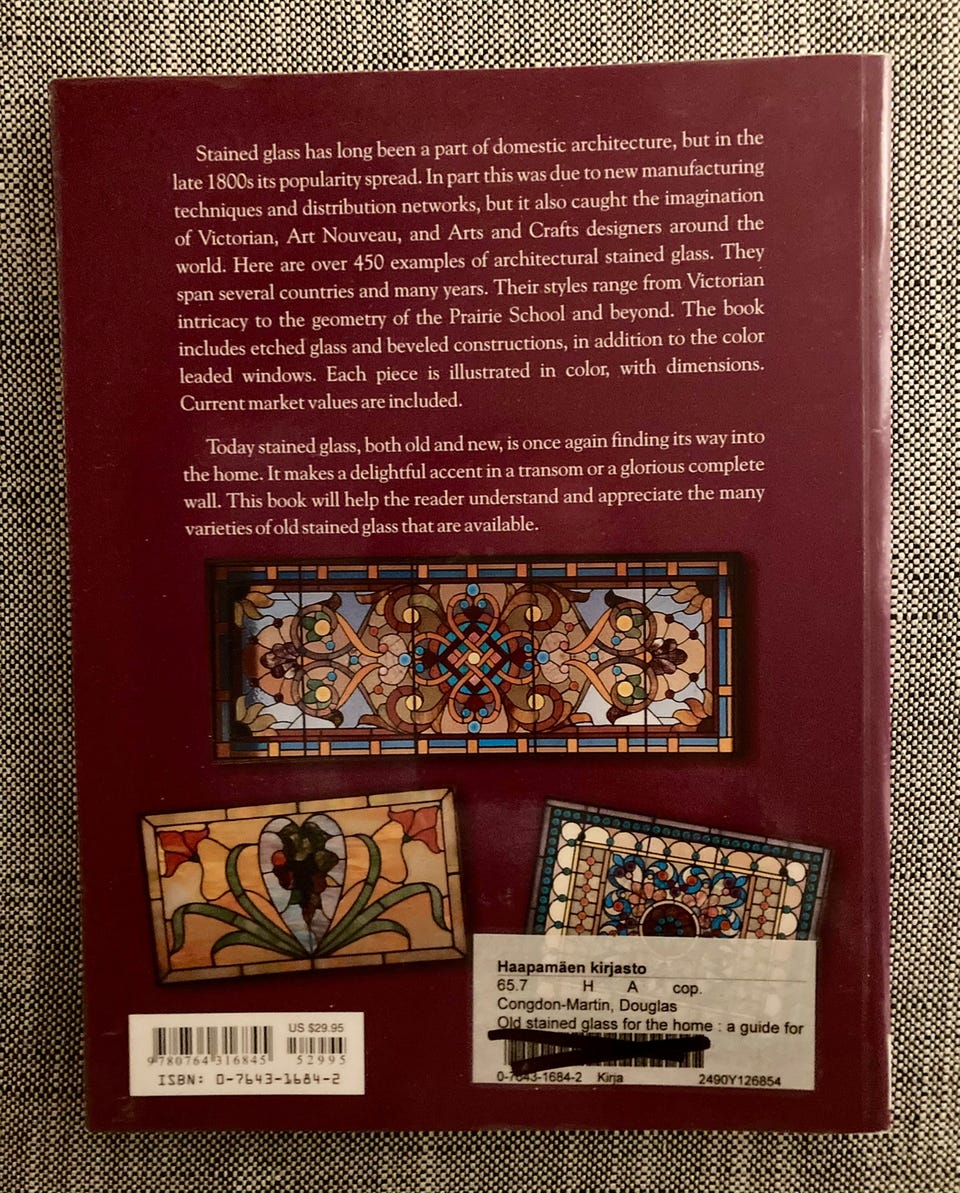 Stained glass has long been a part of domestic architecture, but in the
late 1800s its popularity spread. In part this was due to new manufacturing
techniques and distribution networks, but it also caught the imagination
of Victorian, Art Nouveau, and Arts and Crafts designers around the
world. Here are over 450 examples of architectural stained glass. They
span several countries and many years. Their styles range from Victorian
intricacy to the geometry of the Prairie School and beyond. The book
includes etched glass and beveled constructions, in addition to the color
leaded windows. Each piece is illustrated in color, with dimensions.
Current market values are included.
Today stained glass, both old and new, is once again finding its way into
the home. It makes a delightful accent in a transom or a glorious complete
wall. This book will help the reader understand and appreciate the many
varieties of old stained glass that are available.
US $29.95
9780764316845 52995
ISBN: 0-7643-1684-2
Haapamäen kirjasto
65.7 H A cop.
Congdon-Martin, Douglas
Old stained glass for the home : a guide for
0-7643-1684-2 Kirja 2490Y126854